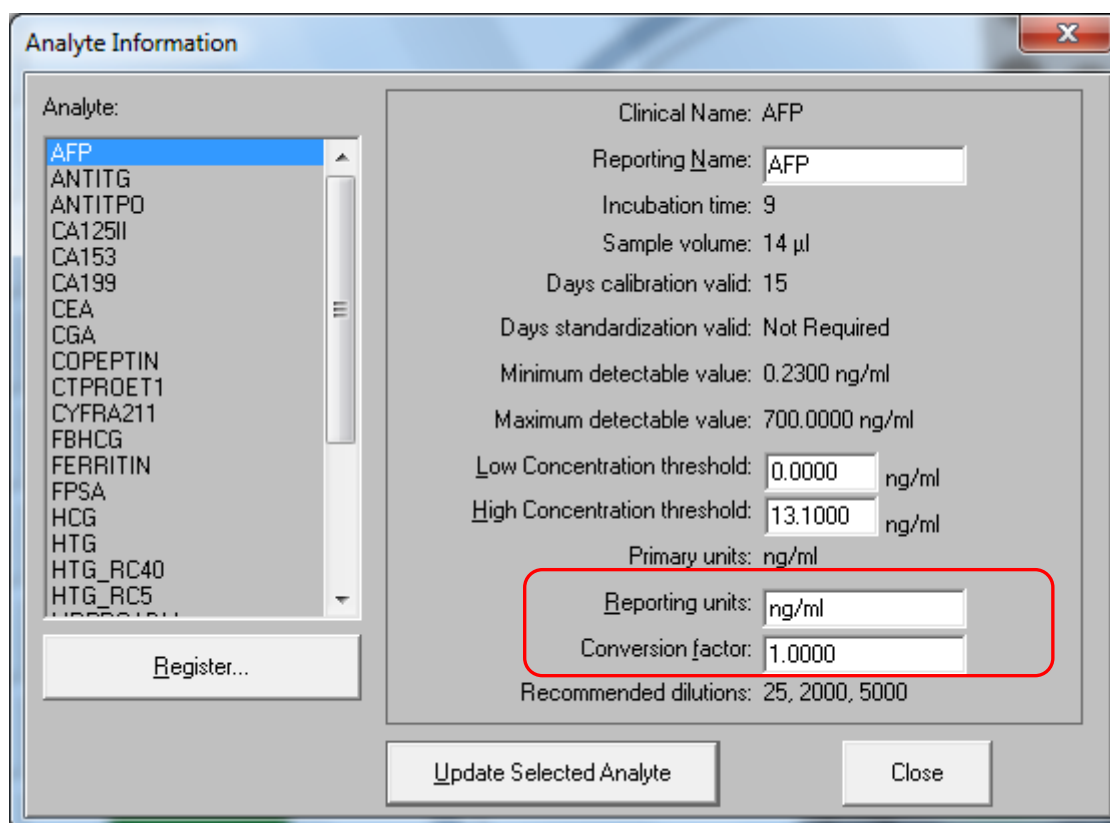 Analyte Information
x
Analyte:
AFP
ANTITG
ANTITPO
CA125II
CA153
CA199
CEA
CGA
COPEPTIN
CTPROET1
CYFRA211
FBHCG
FERRITIN
FPSA
HCG
HTG
HTG_RC40
HTG_RC5
Register...
Clinical Name: AFP
Reporting Name: AFP
Incubation time: 9
Sample volume: 14 µl
Days calibration valid: 15
Days standardization valid: Not Required
Minimum detectable value: 0.2300 ng/ml
Maximum detectable value: 700.0000 ng/ml
Low Concentration threshold: 0.0000 ng/ml
High Concentration threshold: 13.1000 ng/ml
Primary units: ng/ml
Reporting units: ng/ml
Conversion factor: 1.0000
Recommended dilutions: 25, 2000, 5000
Update Selected Analyte
Close